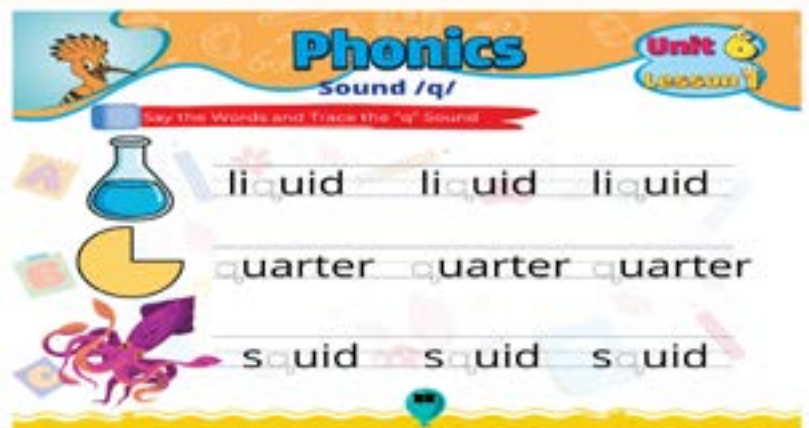 Phonics
Unit 6
Lesson 1
Sound /q/
Say the Words and Trace the "q" Sound
liquid liquid liquid
quarter quarter quarter
squid squid squid